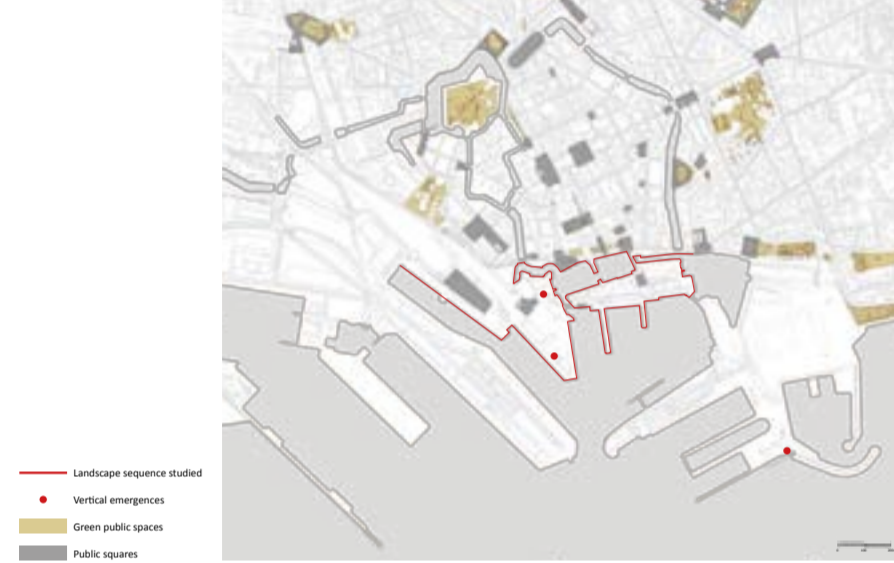 Landscape sequence studied
Vertical emergences
Green public spaces
Public squares